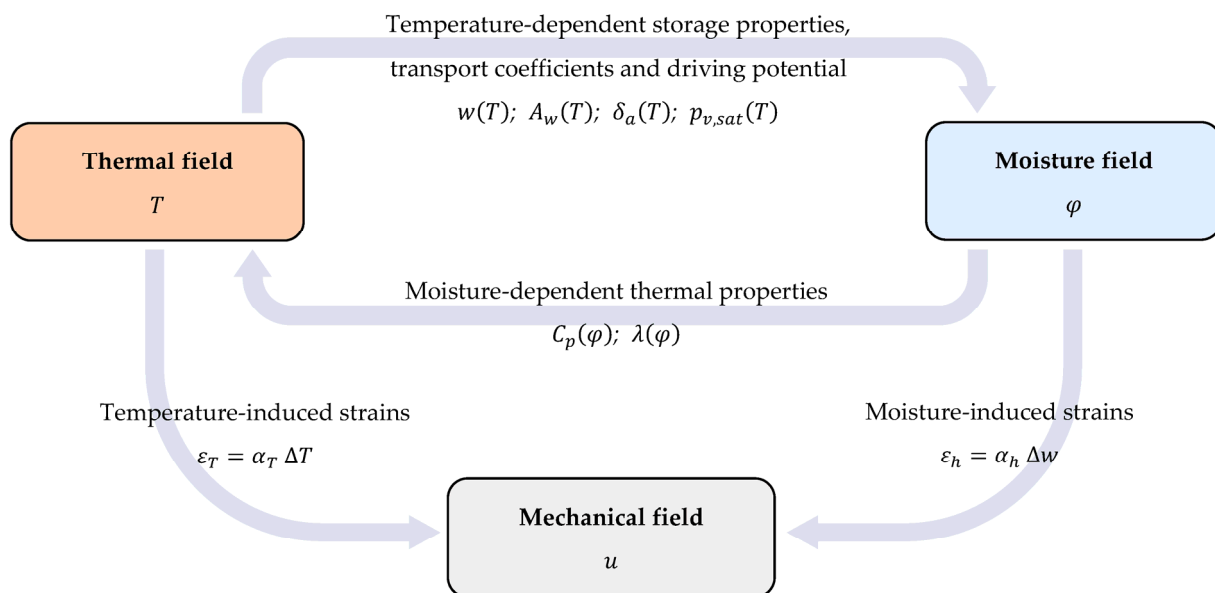 Temperature-dependent storage properties,
transport coefficients and driving potential
w(T); A_w(T); δ_a(T); p_{v,sat}(T)
Thermal field
T
Moisture field
φ
Moisture-dependent thermal properties
C_p(φ); λ(φ)
Temperature-induced strains
ε_T = α_T ΔT
Moisture-induced strains
ε_h = α_h Δw
Mechanical field
u